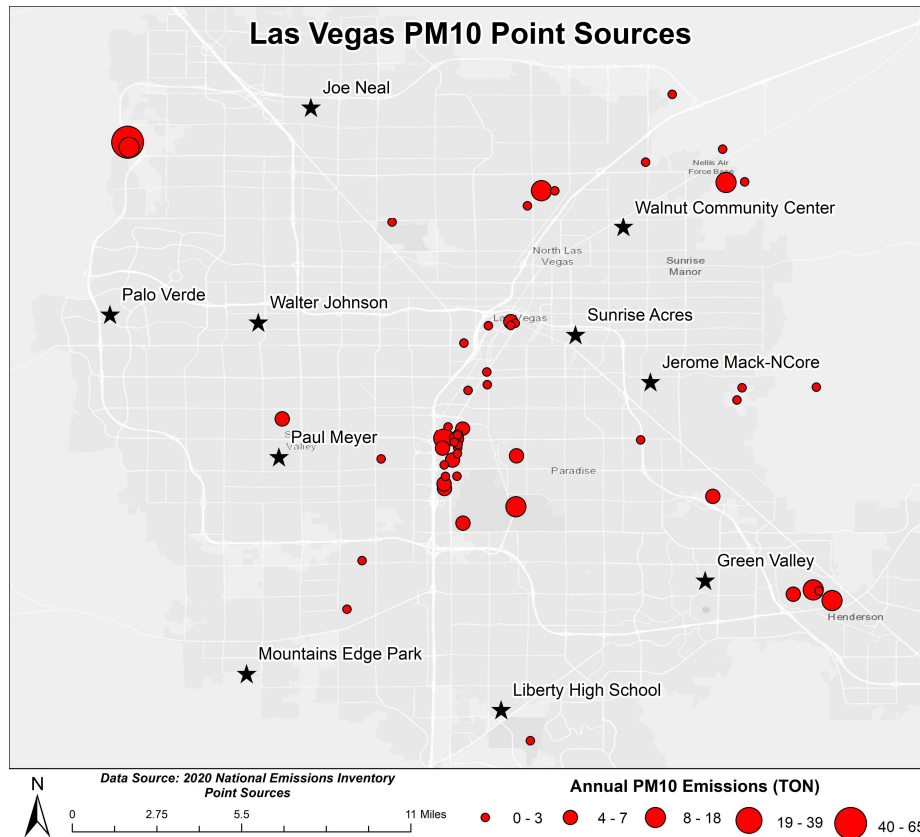 Las Vegas PM10 Point Sources
Joe Neal
Nellis Air
Force Base
Walnut Community Center
North Las
Vegas
Sunrise
Manor
Palo Verde
Walter Johnson
Las Vegas
Sunrise Acres
Jerome Mack-NCore
Paul Meyer
Valley
Paradise
Green Valley
Henderson
Mountains Edge Park
Liberty High School
N
Data Source: 2020 National Emissions Inventory
Point Sources
0 2.75 5.5 11 Miles
Annual PM10 Emissions (TON)
0 - 3 4 - 7 8 - 18 19 - 39 40 - 65